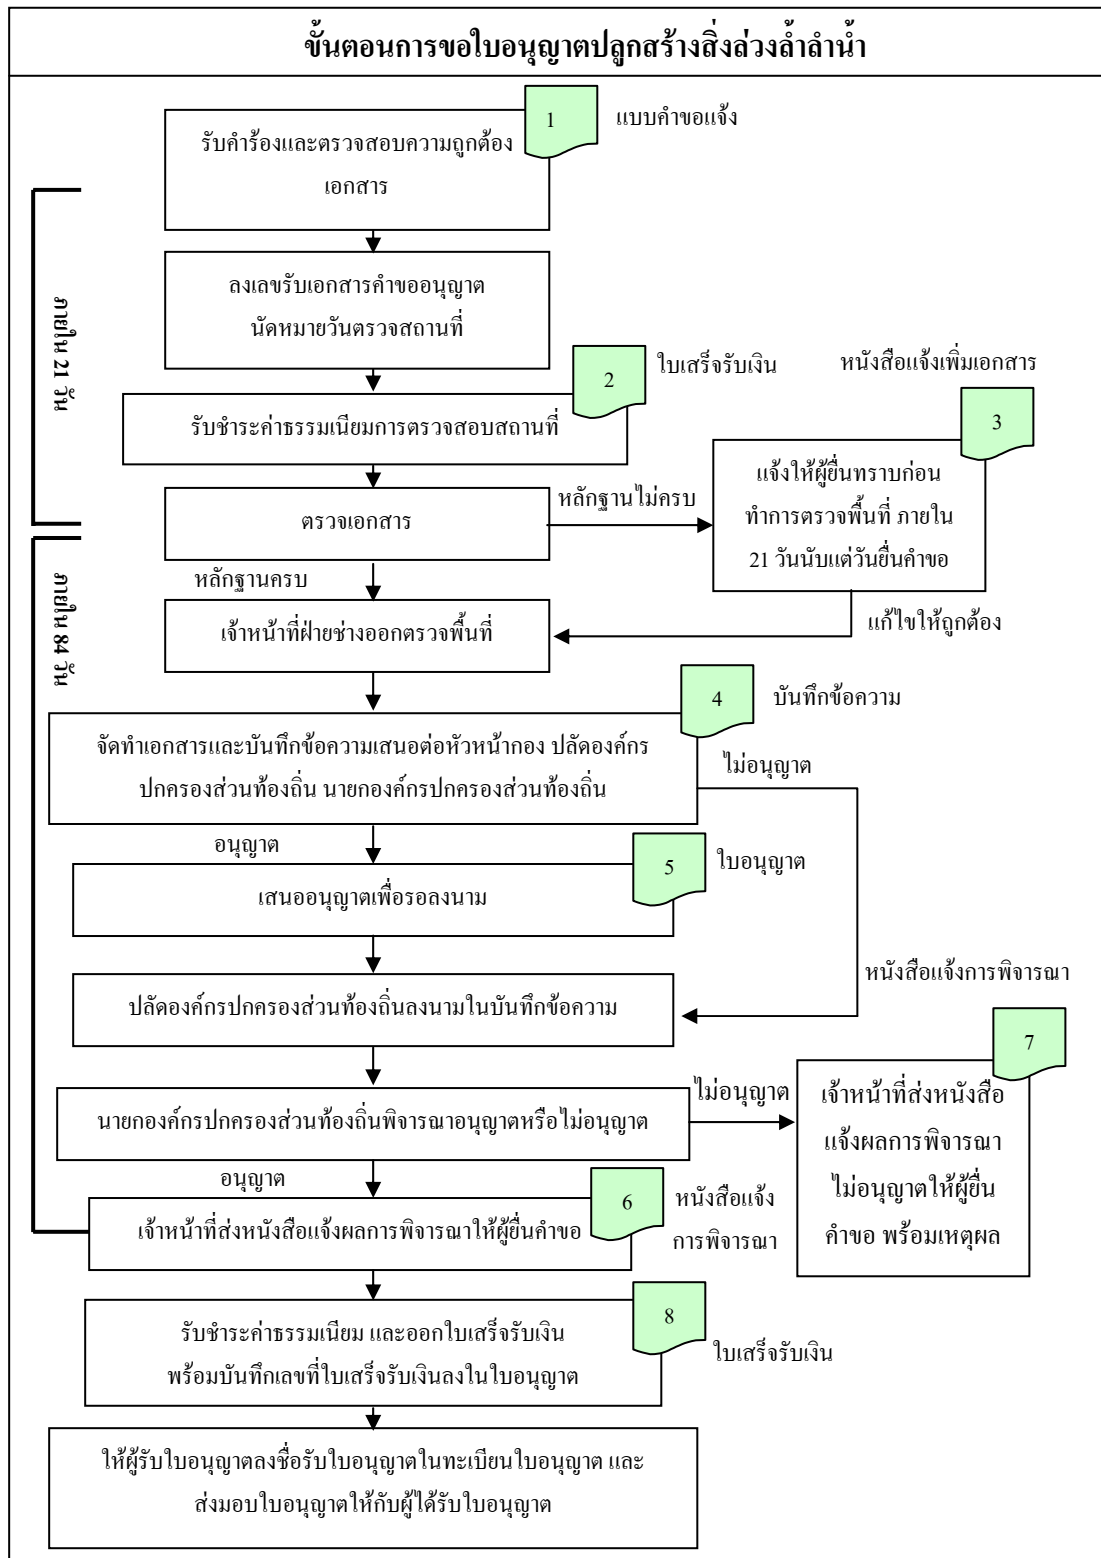 ขั้นตอนการขอใบอนุญาตปลูกสร้างสิ่งล่วงล้ำลำน้ำ
1
แบบคำขอแจ้ง
รับคำร้องและตรวจสอบความถูกต้อง
เอกสาร
ภายใน 21 วัน
ลงเลขรับเอกสารคำขออนุญาต
นัดหมายวันตรวจสถานที่
2
ใบเสร็จรับเงิน
รับชำระค่าธรรมเนียมการตรวจสอบสถานที่
หนังสือแจ้งเพิ่มเอกสาร
3
แจ้งให้ผู้ยื่นทราบก่อน
ทำการตรวจพื้นที่ ภายใน
21 วันนับแต่วันยื่นคำขอ
ตรวจเอกสาร
หลักฐานไม่ครบ
หลักฐานครบ
แก้ไขให้ถูกต้อง
ภายใน 84 วัน
เจ้าหน้าที่ฝ่ายช่างออกตรวจพื้นที่
4
บันทึกข้อความ
จัดทำเอกสารและบันทึกข้อความเสนอต่อหัวหน้ากอง ปลัดองค์กร
ปกครองส่วนท้องถิ่น นายกองค์กรปกครองส่วนท้องถิ่น
ไม่อนุญาต
อนุญาต
5
ใบอนุญาต
เสนออนุญาตเพื่อรอลงนาม
หนังสือแจ้งการพิจารณา
ปลัดองค์กรปกครองส่วนท้องถิ่นลงนามในบันทึกข้อความ
7
นายกองค์กรปกครองส่วนท้องถิ่นพิจารณาอนุญาตหรือไม่อนุญาต
ไม่อนุญาต
เจ้าหน้าที่ส่งหนังสือ
แจ้งผลการพิจารณา
ไม่อนุญาตให้ผู้ยื่น
คำขอ พร้อมเหตุผล
อนุญาต
6
หนังสือแจ้ง
การพิจารณา
เจ้าหน้าที่ส่งหนังสือแจ้งผลการพิจารณาให้ผู้ยื่นคำขอ
8
ใบเสร็จรับเงิน
รับชำระค่าธรรมเนียม และออกใบเสร็จรับเงิน
พร้อมบันทึกเลขที่ใบเสร็จรับเงินลงในใบอนุญาต
ให้ผู้รับใบอนุญาตลงชื่อรับใบอนุญาตในทะเบียนใบอนุญาต และ
ส่งมอบใบอนุญาตให้กับผู้ได้รับใบอนุญาต